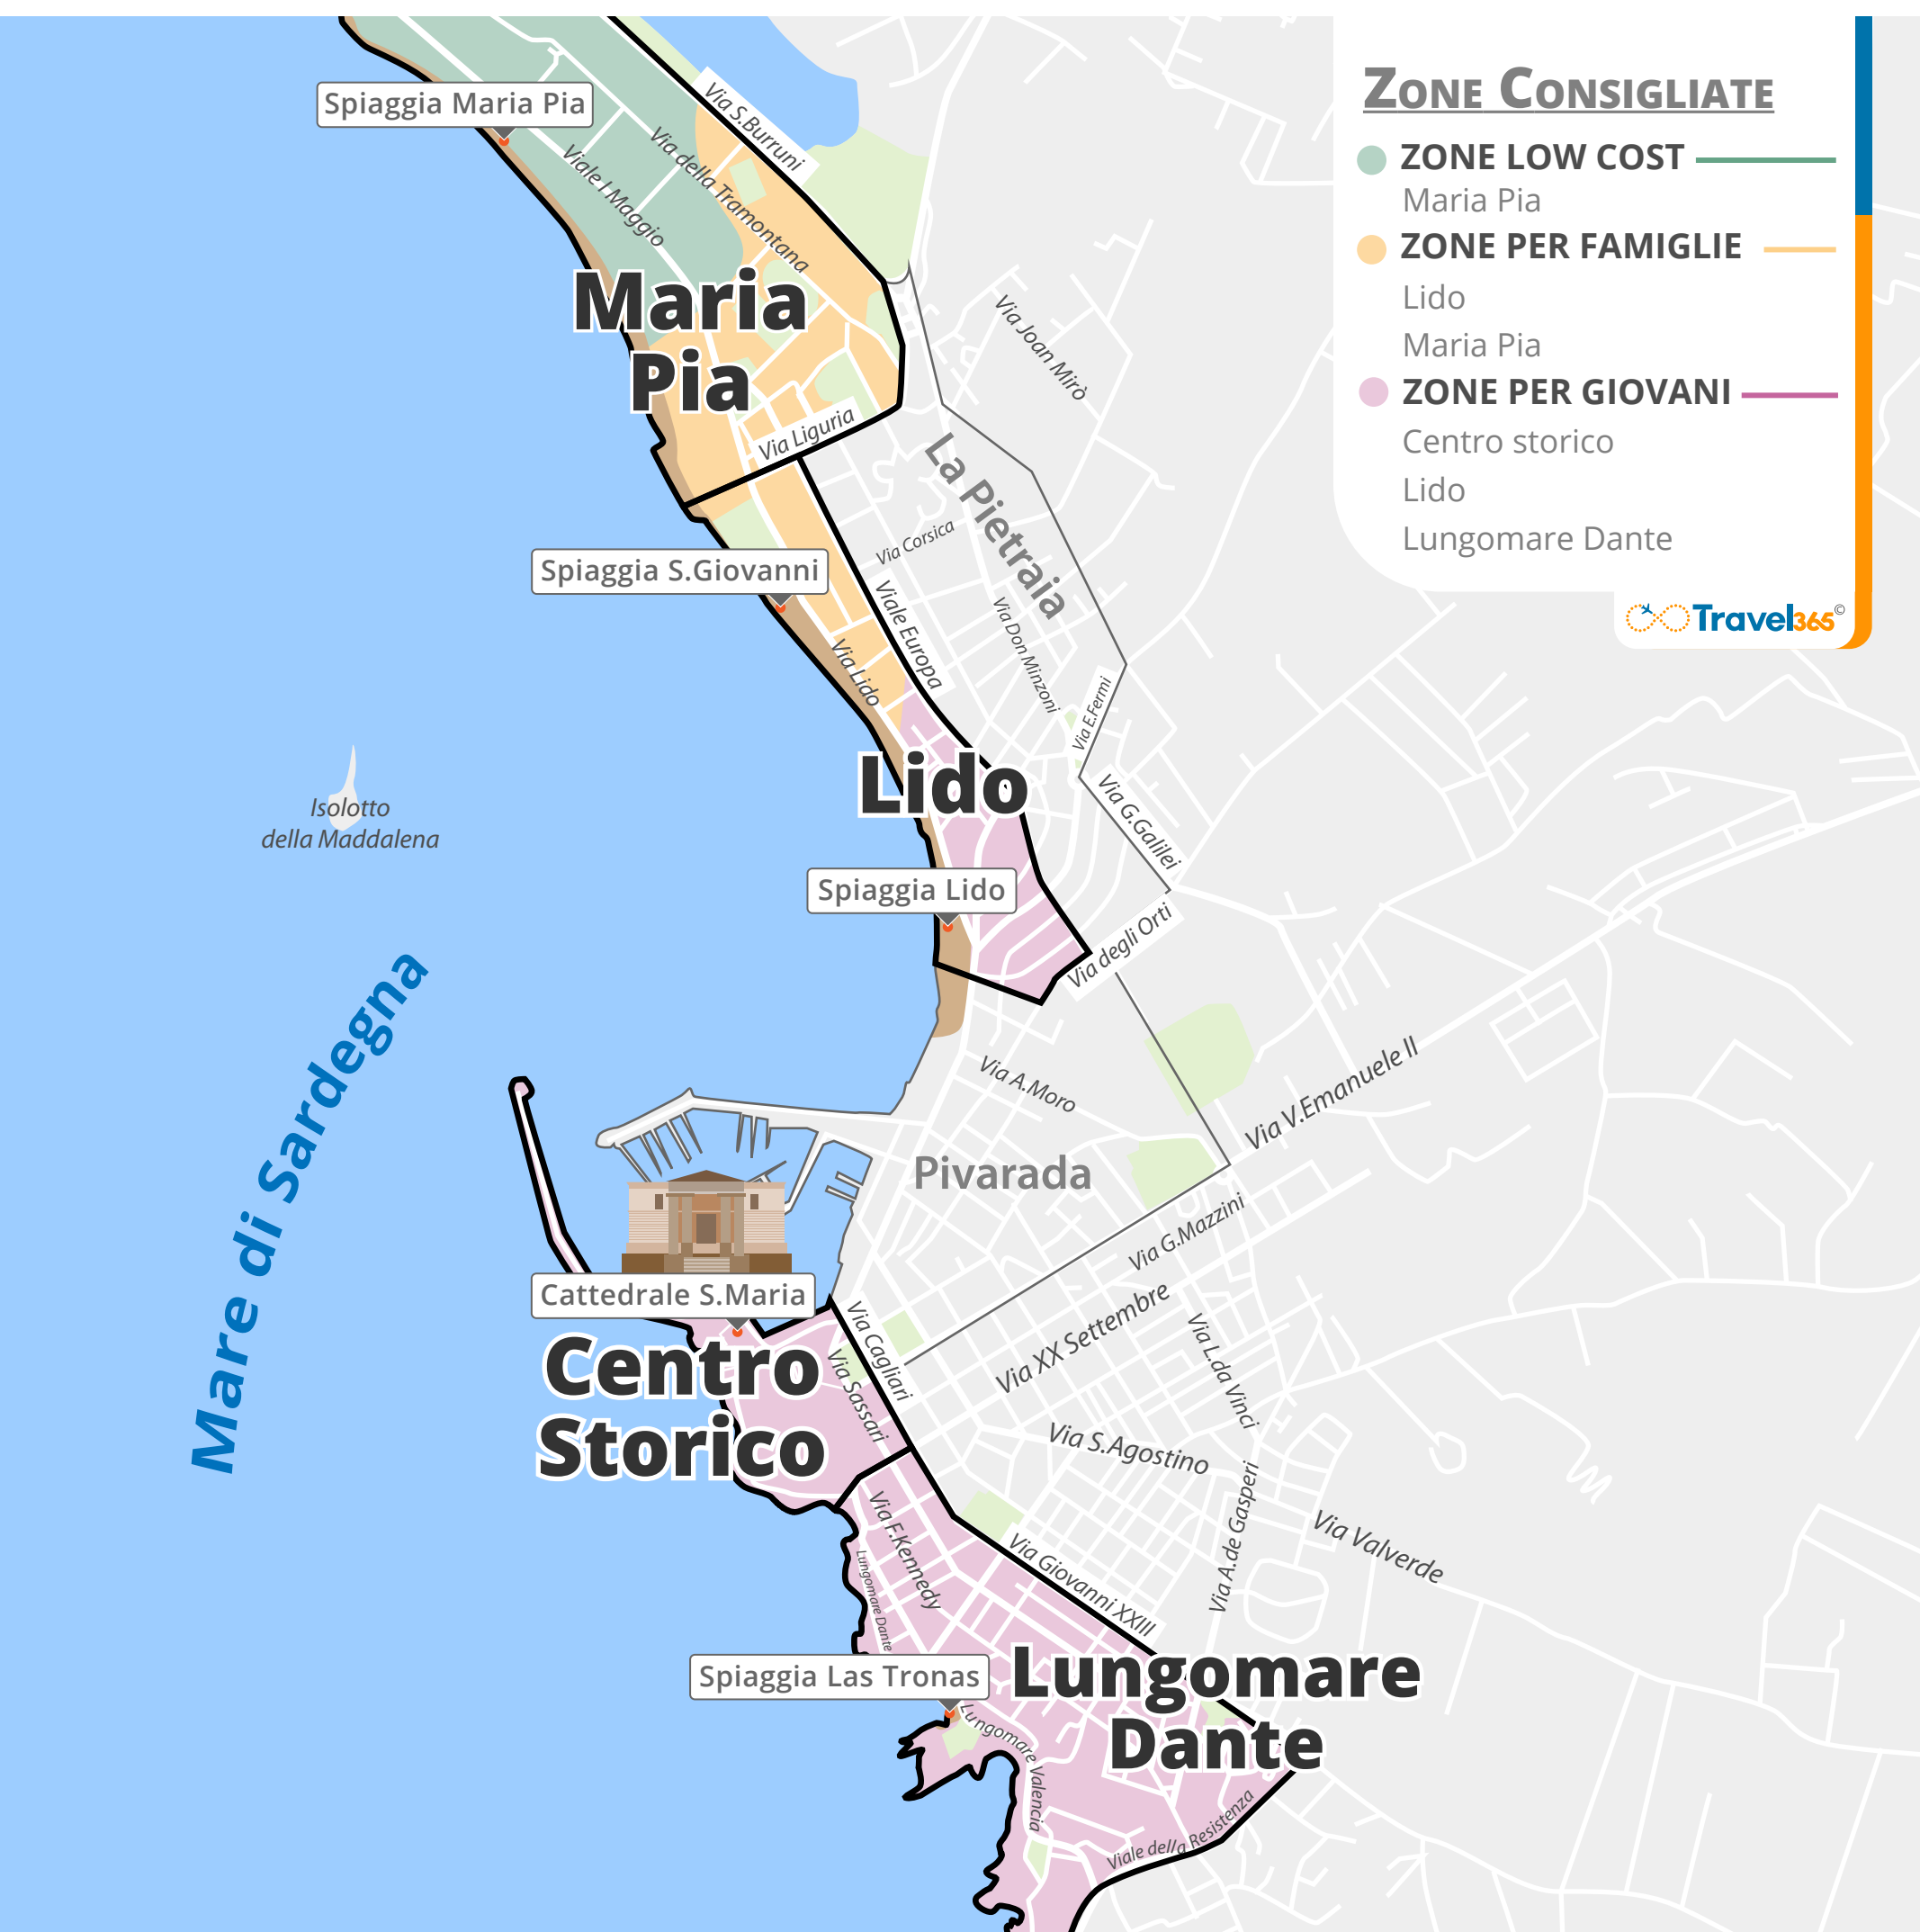 ZONE CONSIGLIATE
ZONE LOW COST
Maria Pia
ZONE PER FAMIGLIE
Lido
Maria Pia
ZONE PER GIOVANI
Centro storico
Lido
Lungomare Dante
Travel365©
Spiaggia Maria Pia
Via S.Burruni
Via della Tramontana
Viale I Maggio
Maria
Pia
Via Liguria
Via Joan Mirò
La Pietraia
Via Corsica
Spiaggia S.Giovanni
Viale Europa
Via Don Minzoni
Via Lido
Via E.Fermi
Lido
Via G.Galilei
Isolotto
della Maddalena
Spiaggia Lido
Via degli Orti
Mare di Sardegna
Via A.Moro
Via V.Emanuele II
Pivarada
Via G.Mazzini
Cattedrale S.Maria
Via XX Settembre
Via Cagliari
Via Sassari
Centro
Storico
Via L.da Vinci
Via S.Agostino
Via A.de Gasperi
Via Valverde
Via F.Kennedy
Lungomare Dante
Via Giovanni XXIII
Spiaggia Las Tronas
Lungomare
Dante
Lungomare Valencia
Viale della Resistenza